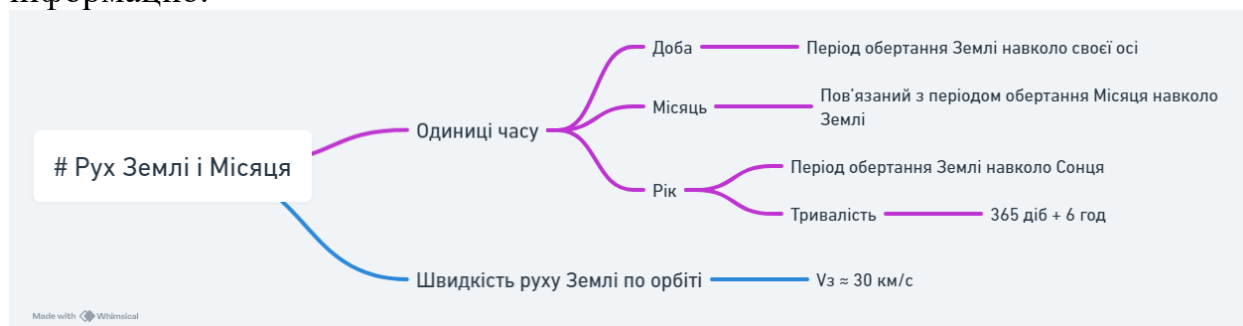 інформацію.
Доба
Період обертання Землі навколо своєї осі
Місяць
Пов’язаний з періодом обертання Місяця навколо
Землі
Одиниці часу
# Рух Землі і Місяця
Рік
Період обертання Землі навколо Сонця
Тривалість
365 діб + 6 год
Швидкість руху Землі по орбіті
Vз ≈ 30 км/с
Made with Whimsical